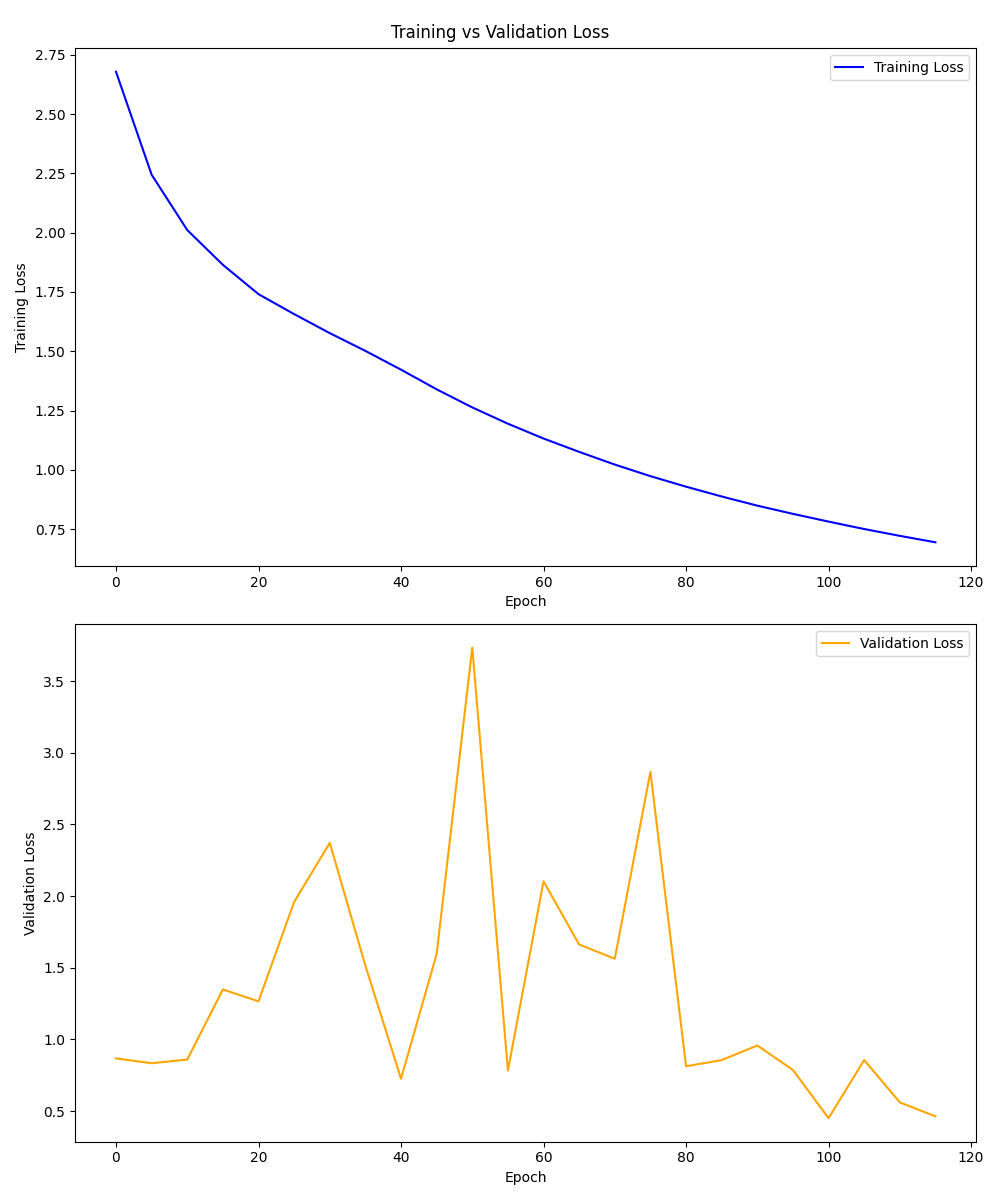 Training vs Validation Loss
Training Loss
2.75
2.50
2.25
2.00
1.75
1.50
1.25
1.00
0.75
Training Loss
0 20 40 60 80 100 120
Epoch
Validation Loss
3.5
3.0
2.5
2.0
1.5
1.0
0.5
Validation Loss
0 20 40 60 80 100 120
Epoch